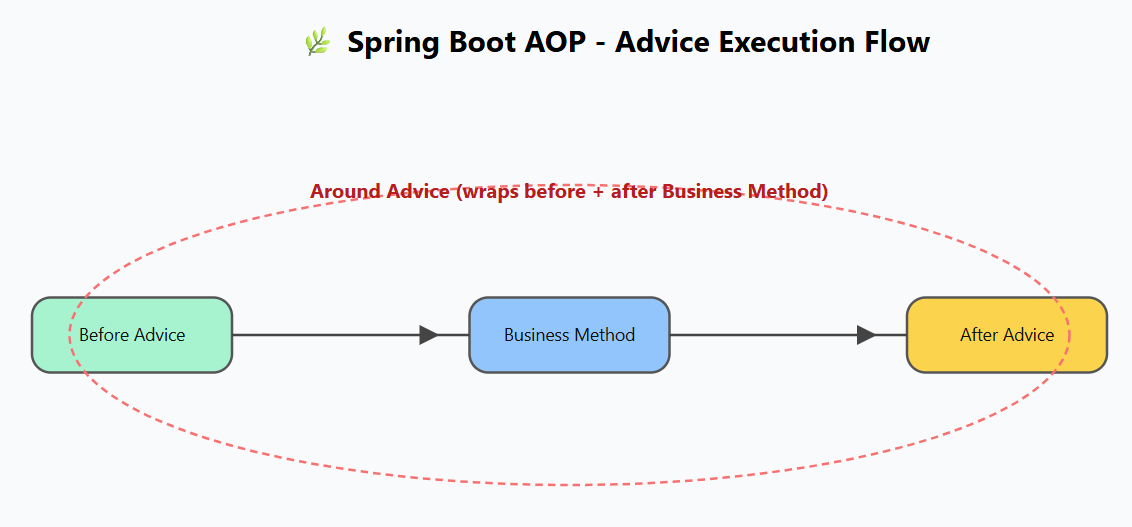 🌿 Spring Boot AOP - Advice Execution Flow
Around Advice (wraps before + after Business Method)
Before Advice
Business Method
After Advice